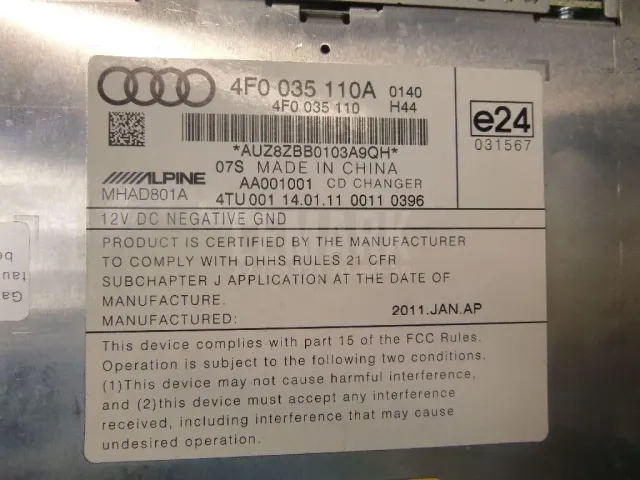 4F0 035 110A 0140
4F0 035 110 H44
*AUZ8ZBB0103A9QH*
07S MADE IN CHINA
ALPINE AA001001 CD CHANGER
MHAD801A 4TU 001 14.01.11 0011 0396
e24
031567
12V DC NEGATIVE GND
PRODUCT IS CERTIFIED BY THE MANUFACTURER
TO COMPLY WITH DHHS RULES 21 CFR
SUBCHAPTER J APPLICATION AT THE DATE OF
MANUFACTURE.
MANUFACTURED: 2011.JAN.AP
This device complies with part 15 of the FCC Rules.
Operation is subject to the following two conditions.
(1)This device may not cause harmful interference,
and (2)this device must accept any interference
received, including interference that may cause
undesired operation.